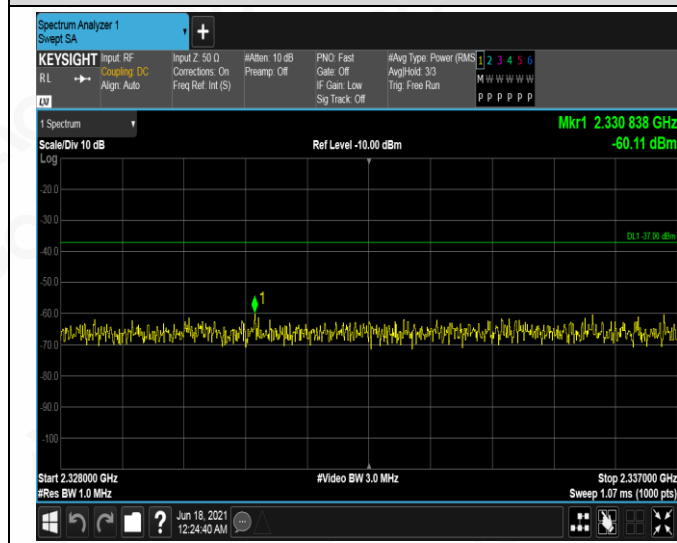 Spectrum Analyzer 1
Swept SA
KEYSIGHT
RL
LV
Input: RF
Coupling: DC
Align: Auto
Input Z: 50 Ω
Corrections: On
Freq Ref: Int (S)
#Atten: 10 dB
Preamp: Off
PNO: Fast
Gate: Off
IF Gain: Low
Sig Track: Off
#Avg Type: Power (RMS
Avg|Hold: 3/3
Trig: Free Run
1 2 3 4 5 6
M W W W W W
P P P P P P
1 Spectrum
Scale/Div 10 dB
Log
Ref Level -10.00 dBm
Mkr1 2.330 838 GHz
-60.11 dBm
-20.0
-30.0
DL1 -37.00 dBm
-40.0
-50.0
1
-60.0
-70.0
-80.0
-90.0
-100
Start 2.328000 GHz
#Res BW 1.0 MHz
#Video BW 3.0 MHz
Stop 2.337000 GHz
Sweep 1.07 ms (1000 pts)
Jun 18, 2021
12:24:40 AM